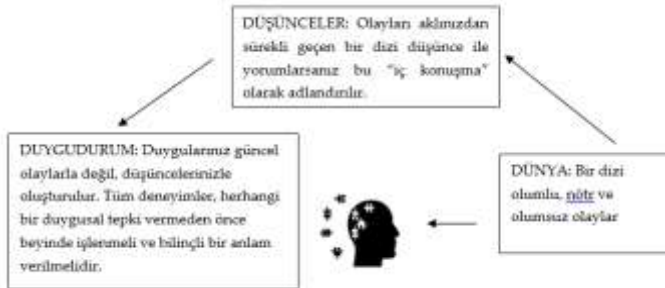 DÜŞÜNCELER: Olayları aklınızdan
sürekli geçen bir dizi düşünce ile
yorumlarsanız bu "iç konuşma"
olarak adlandırılır.
DUYGUDURUM: Duygularınız güncel
olaylarla değil, düşüncelerinizle
oluşturulur. Tüm deneyimler, herhangi
bir duygusal tepki vermeden önce
beyinde işlenmeli ve bilinçli bir anlam
verilmelidir.
DÜNYA: Bir dizi
olumlu, nötr ve
olumsuz olaylar